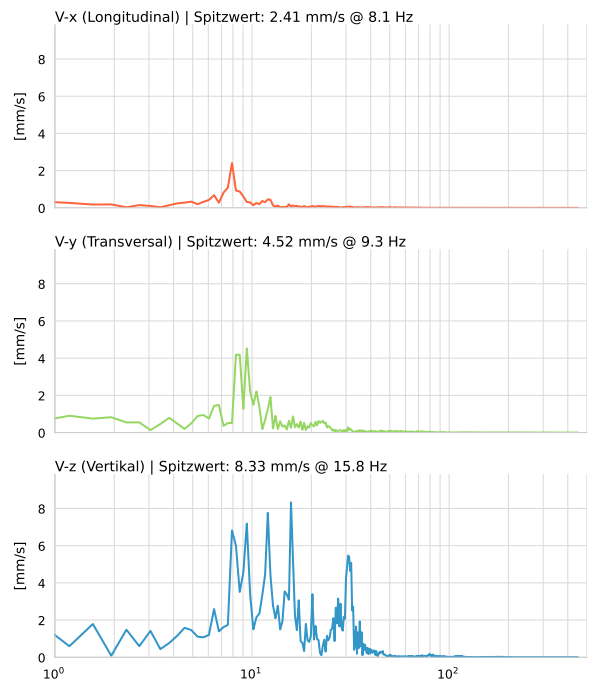 V-x (Longitudinal) | Spitzwert: 2.41 mm/s @ 8.1 Hz
[mm/s]
8
6
4
2
0
V-y (Transversal) | Spitzwert: 4.52 mm/s @ 9.3 Hz
[mm/s]
8
6
4
2
0
V-z (Vertikal) | Spitzwert: 8.33 mm/s @ 15.8 Hz
[mm/s]
8
6
4
2
0
10⁰ 10¹ 10²